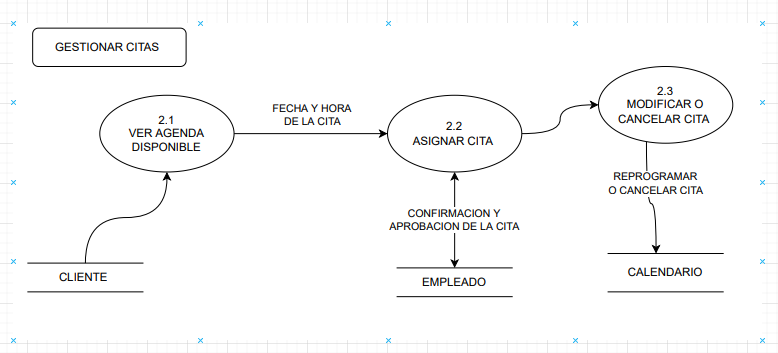 GESTIONAR CITAS
2.1
VER AGENDA
DISPONIBLE
FECHA Y HORA
DE LA CITA
2.2
ASIGNAR CITA
2.3
MODIFICAR O
CANCELAR CITA
REPROGRAMAR
O CANCELAR CITA
CONFIRMACION Y
APROBACION DE LA CITA
CLIENTE
EMPLEADO
CALENDARIO